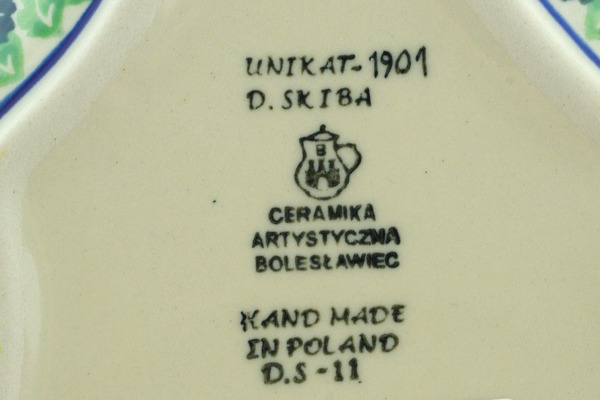 UNIKAT-1901
D. SKIBA
B
CERAMIKA
ARTYSTYCZNA
BOLESŁAWIEC
HAND MADE
IN POLAND
D.S-11